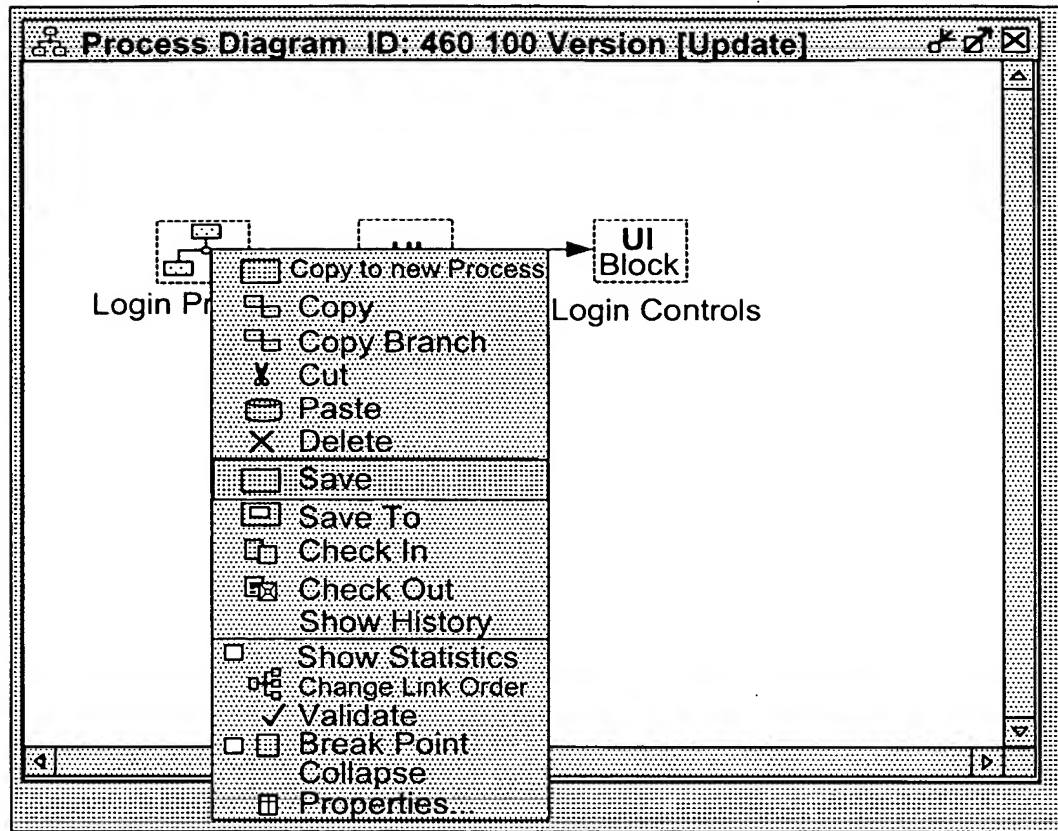 Process Diagram ID: 460 100 Version [Update]
UI
Block
Login
Login Controls
Copy to new Process
Copy
Copy Branch
Cut
Paste
Delete
Save
Save To
Check In
Check Out
Show History
Show Statistics
Change Link Order
Validate
Break Point
Collapse
Properties...